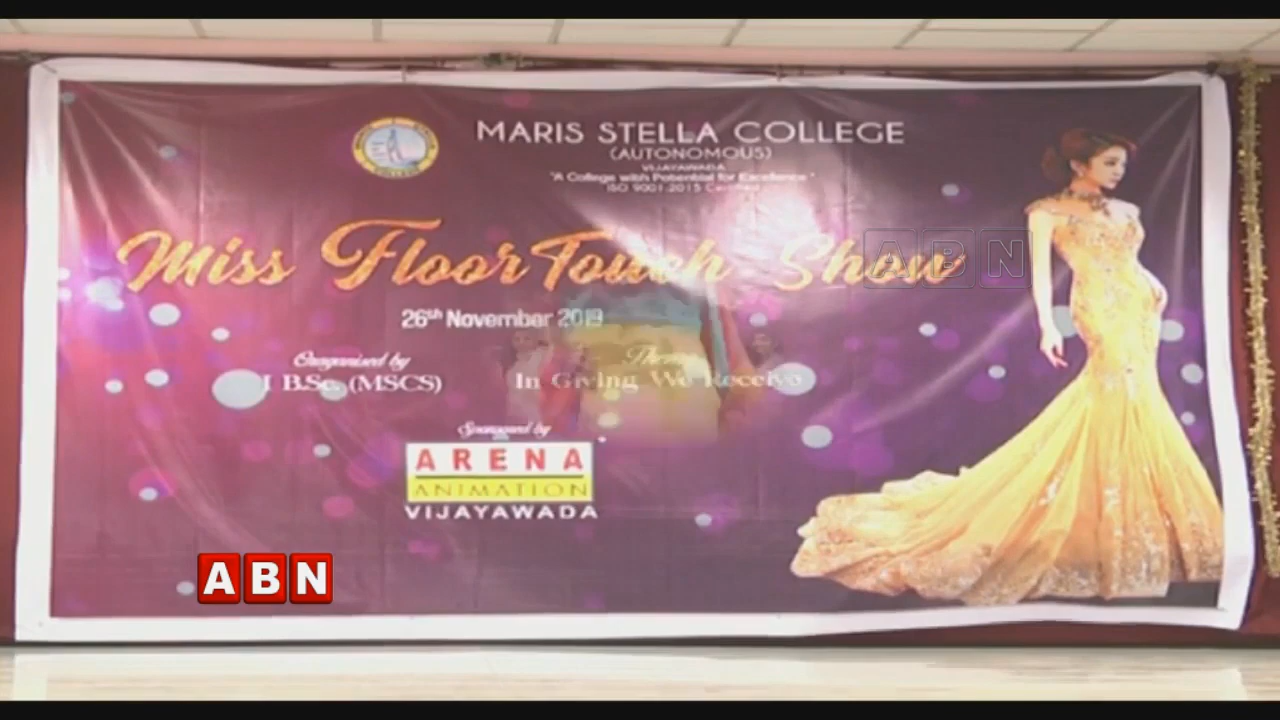 MARIS STELLA COLLEGE
(AUTONOMOUS)
VIJAYAWADA
"A College with Potential for Excellence"
ISO 9001:2015 Certified
Miss Floor Touch Show
ABN
26th November 2019
Oraganised by
I B.Sc. (MSCS)
Theme
In Giving We Receive
Sponsored by
ARENA
ANIMATION
VIJAYAWADA
ABN